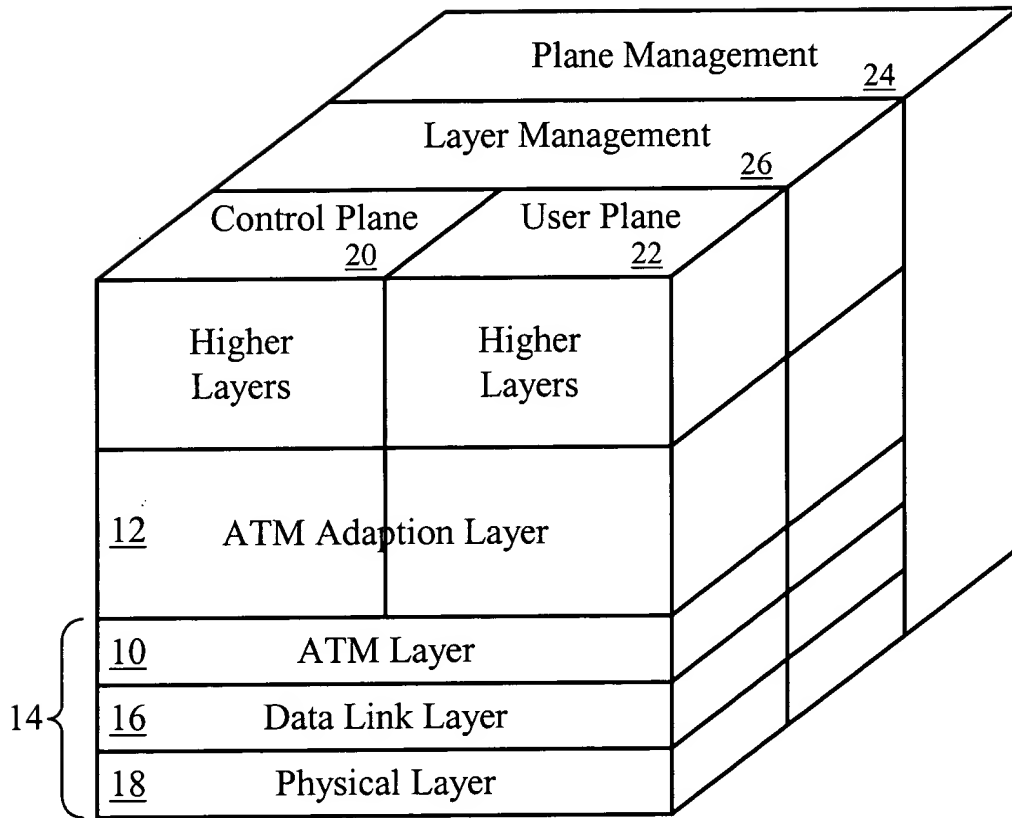 Plane Management
24
Layer Management
26
Control Plane
20
User Plane
22
Higher
Layers
Higher
Layers
12
ATM Adaption Layer
10
ATM Layer
14
16
Data Link Layer
18
Physical Layer